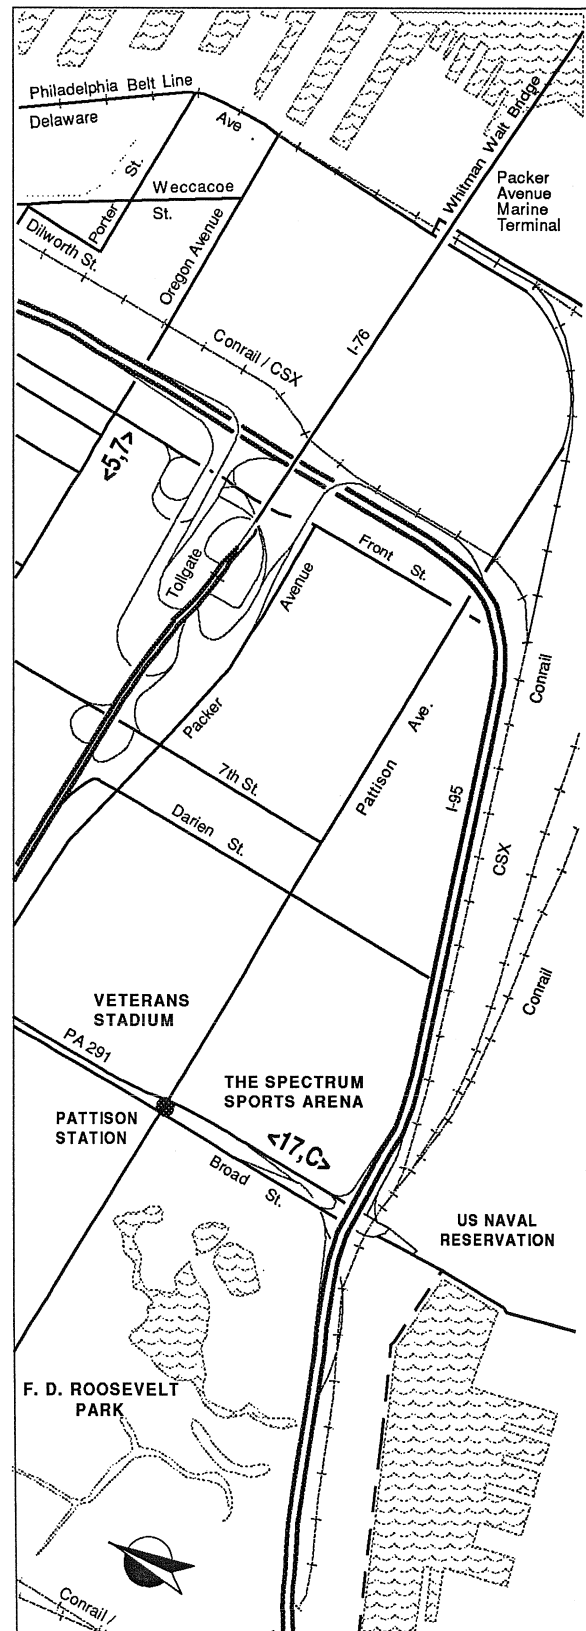 Philadelphia Belt Line
Delaware
Ave .
Whitman Walt Bridge
Packer
Avenue
Marine
Terminal
Porter St.
Weccacoe
St.
Oregon Avenue
Dilworth St.
Conrail / CSX
I-76
<5,7>
Tollgate
Front St.
Packer Avenue
Conrail
7th St.
Pattison Ave.
I-95
Darien St.
CSX
Conrail
VETERANS
STADIUM
PA 291
THE SPECTRUM
SPORTS ARENA
PATTISON
STATION
<17,C>
Broad St.
US NAVAL
RESERVATION
F. D. ROOSEVELT
PARK
Conrail /